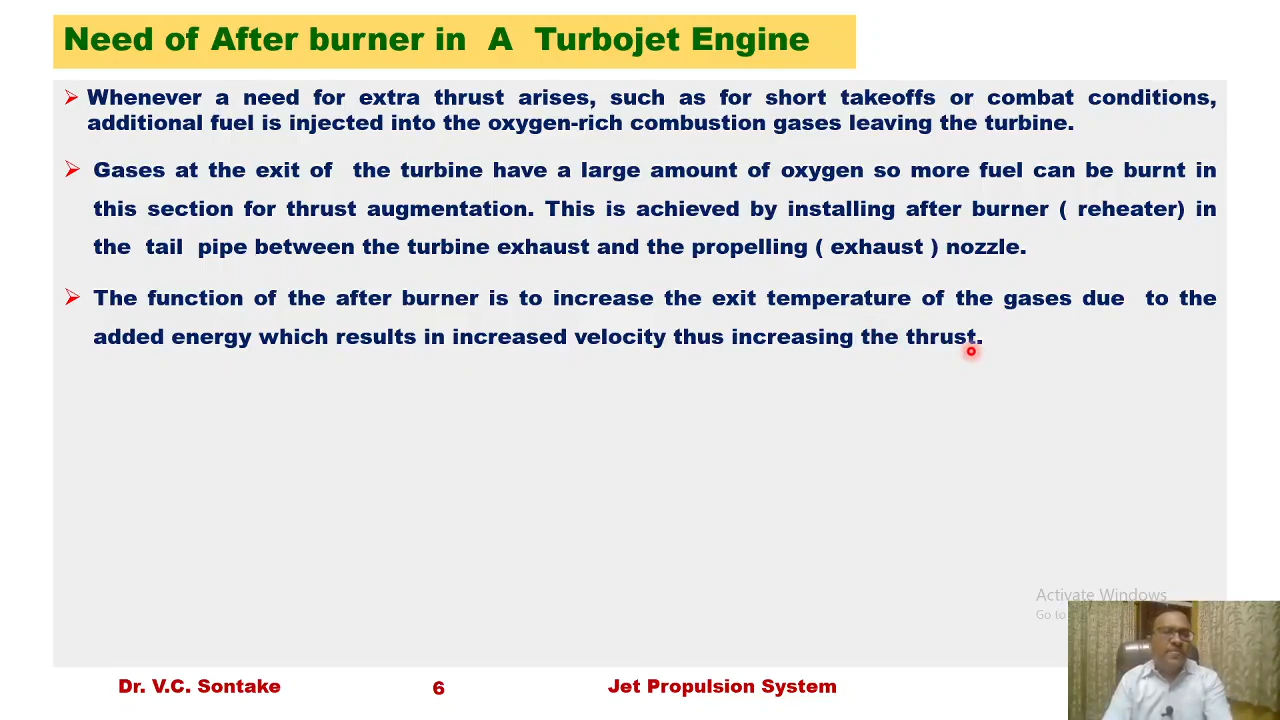 Need of After burner in A Turbojet Engine
Whenever a need for extra thrust arises, such as for short takeoffs or combat conditions,
additional fuel is injected into the oxygen-rich combustion gases leaving the turbine.
Gases at the exit of the turbine have a large amount of oxygen so more fuel can be burnt in
this section for thrust augmentation. This is achieved by installing after burner ( reheater) in
the tail pipe between the turbine exhaust and the propelling ( exhaust ) nozzle.
The function of the after burner is to increase the exit temperature of the gases due to the
added energy which results in increased velocity thus increasing the thrust.
Activate Windows
Go to
Dr. V.C. Sontake 6 Jet Propulsion System